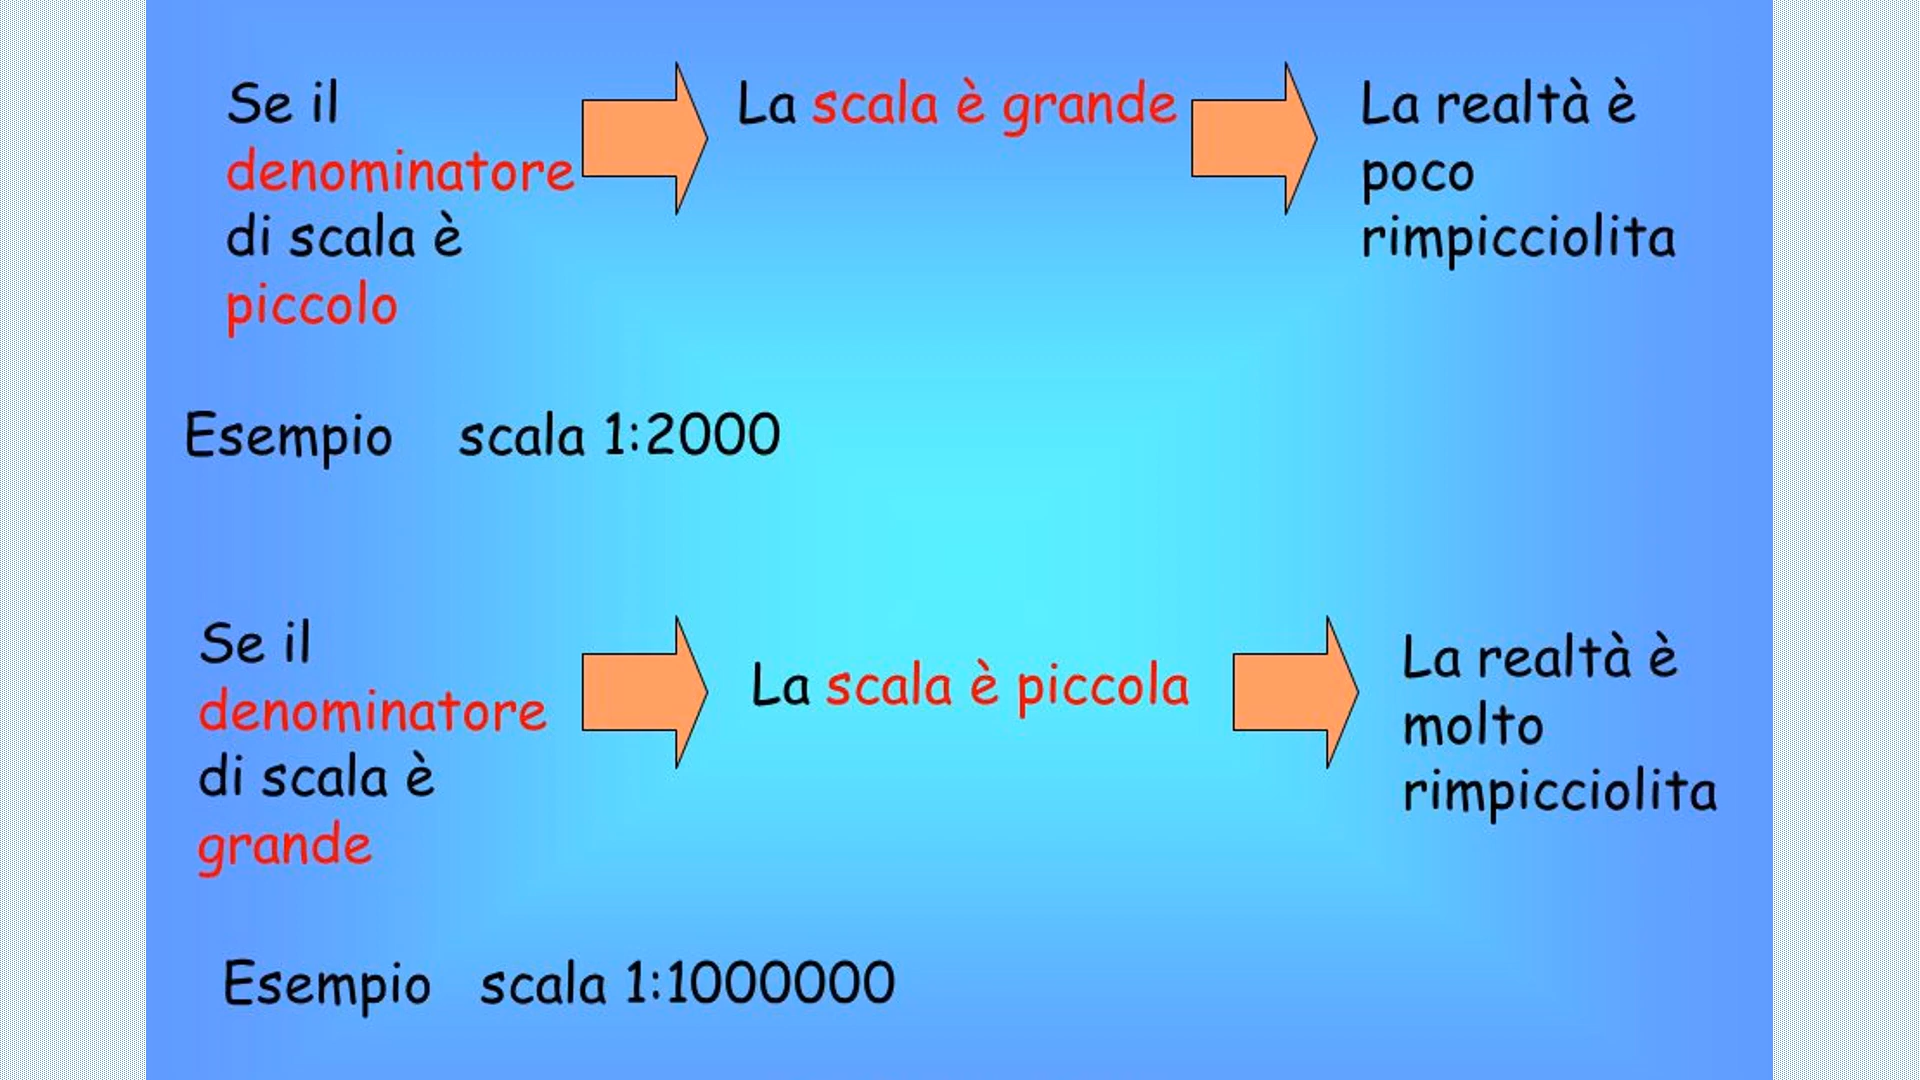 Se il
denominatore
di scala è
piccolo
La scala è grande
La realtà è
poco
rimpicciolita
Esempio scala 1:2000
Se il
denominatore
di scala è
grande
La scala è piccola
La realtà è
molto
rimpicciolita
Esempio scala 1:1000000